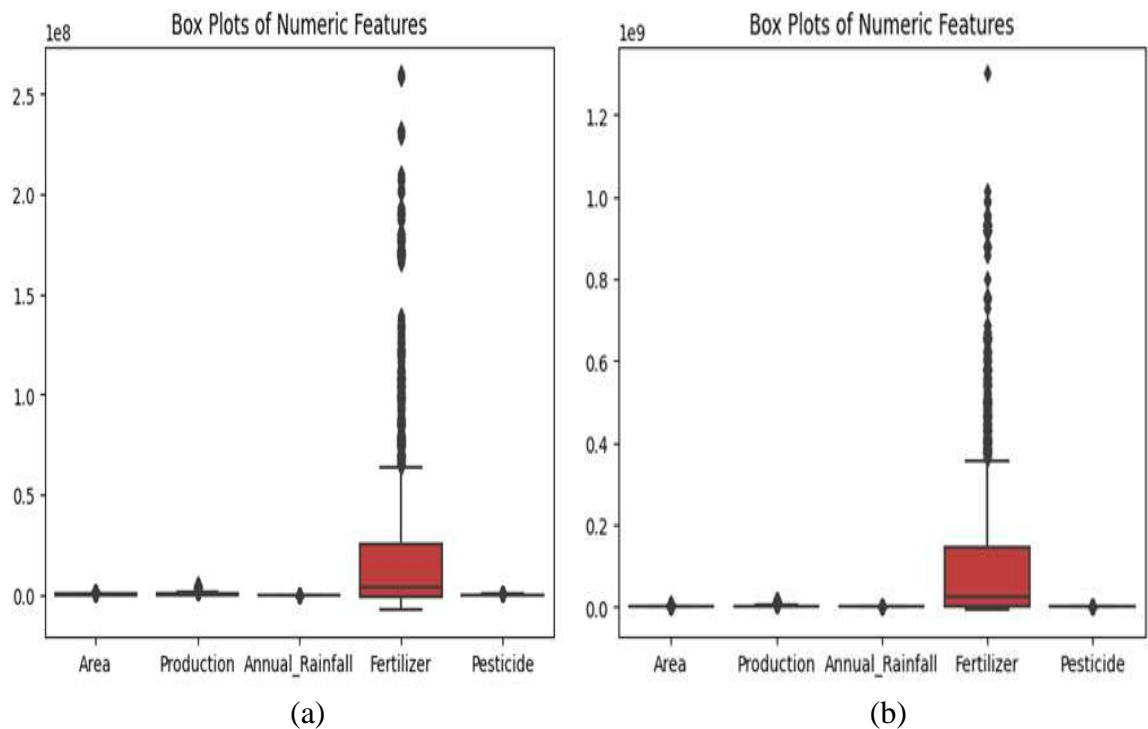 Box Plots of Numeric Features
1e8
2.5
2.0
1.5
1.0
0.5
0.0
Area Production Annual_Rainfall Fertilizer Pesticide
(a)
Box Plots of Numeric Features
1e9
1.2
1.0
0.8
0.6
0.4
0.2
0.0
Area Production Annual_Rainfall Fertilizer Pesticide
(b)